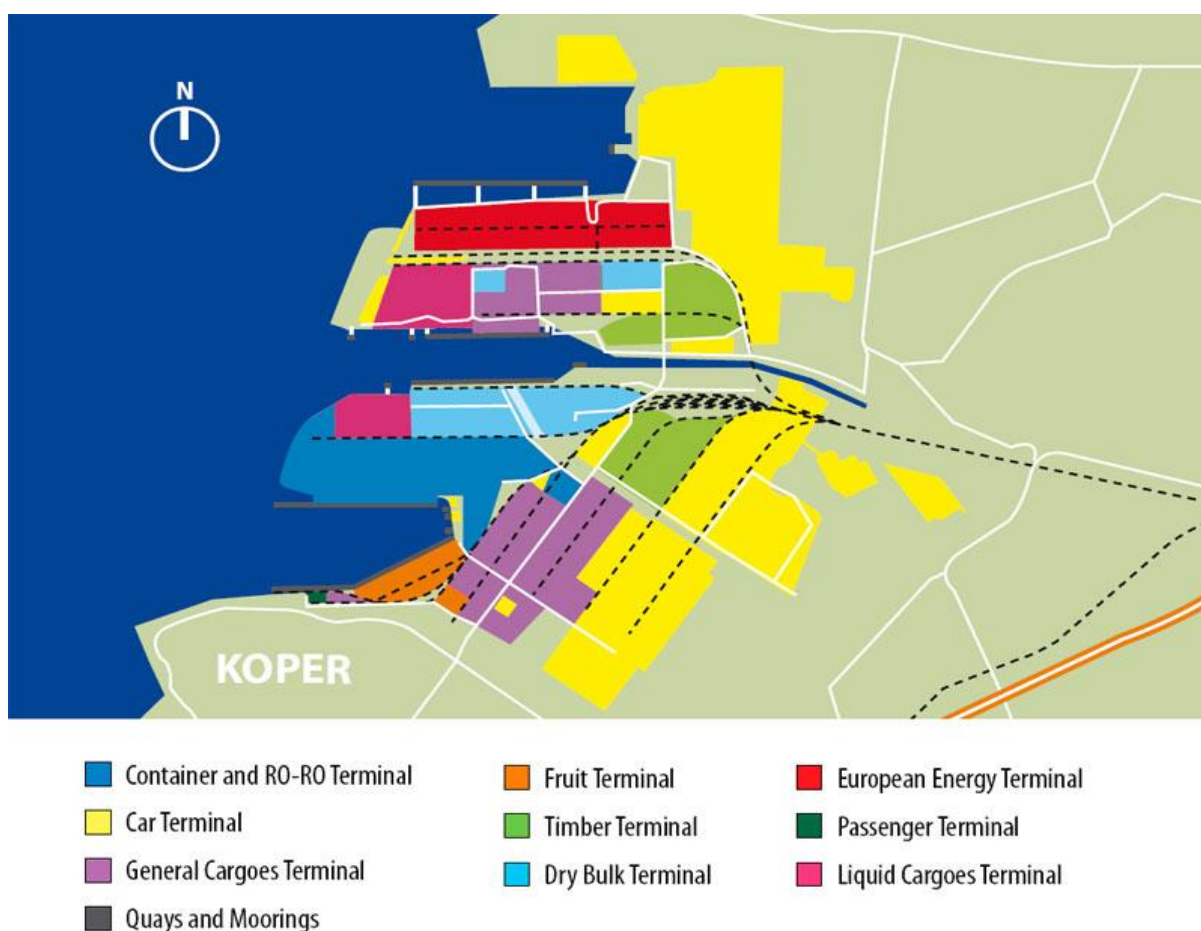 N
KOPER
Container and RO-RO Terminal
Car Terminal
General Cargoes Terminal
Quays and Moorings
Fruit Terminal
Timber Terminal
Dry Bulk Terminal
European Energy Terminal
Passenger Terminal
Liquid Cargoes Terminal